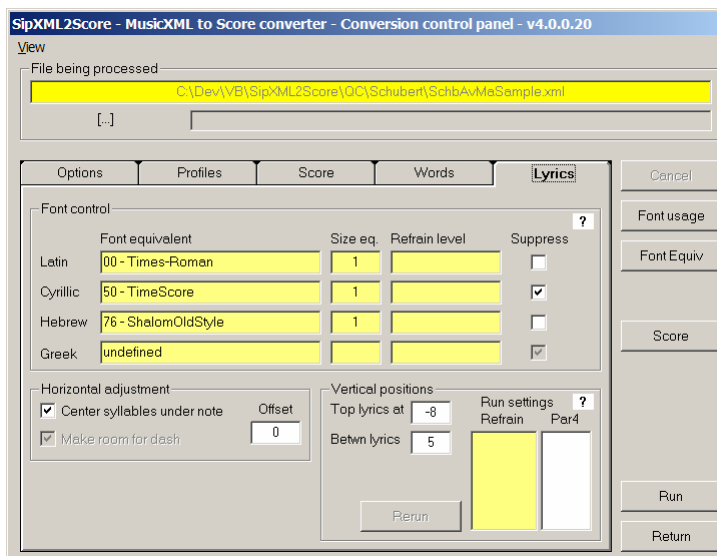 SipXML2Score - MusicXML to Score converter - Conversion control panel - v4.0.0.20
View
File being processed
C:\Dev\VB\SipXML2Score\QC\Schubert\SchbAvMaSample.xml
[...]
Options Profiles Score Words Lyrics
Cancel
Font usage
Font Equiv
Score
Run
Return
Font control
?
Font equivalent Size eq. Refrain level Suppress
Latin 00 - Times-Roman 1
Cyrillic 50 - TimeScore 1
Hebrew 76 - ShalomOldStyle 1
Greek undefined
Horizontal adjustment
Center syllables under note Offset
Make room for dash 0
Vertical positions
Top lyrics at -8
Betwn lyrics 5
Run settings ?
Refrain Par4
Rerun